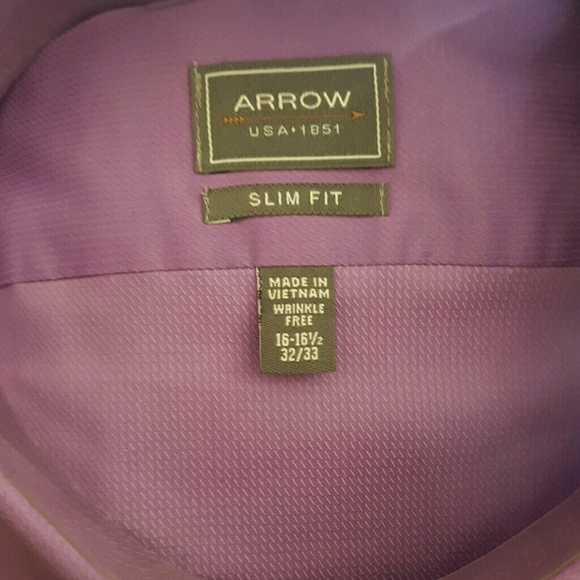 ARROW
USA•1851
SLIM FIT
MADE IN
VIETNAM
WRINKLE
FREE
16-16½
32/33